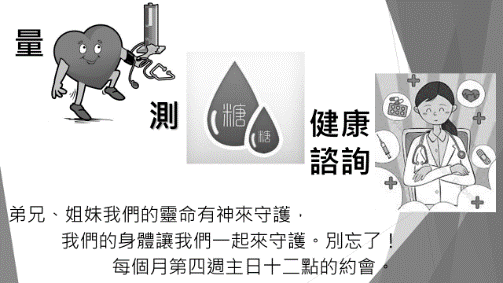 量
測
糖
糖
健康
諮詢
弟兄、姐妹我們的靈命有神來守護，
我們的身體讓我們一起來守護。別忘了！
每個月第四週主日十二點的約會。